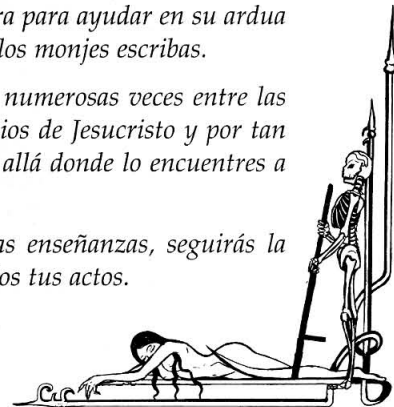 ra para ayudar en su ardua
los monjes escribas.
numerosas veces entre las
ios de Jesucristo y por tan
allá donde lo encuentres a
as enseñanzas, seguirás la
os tus actos.